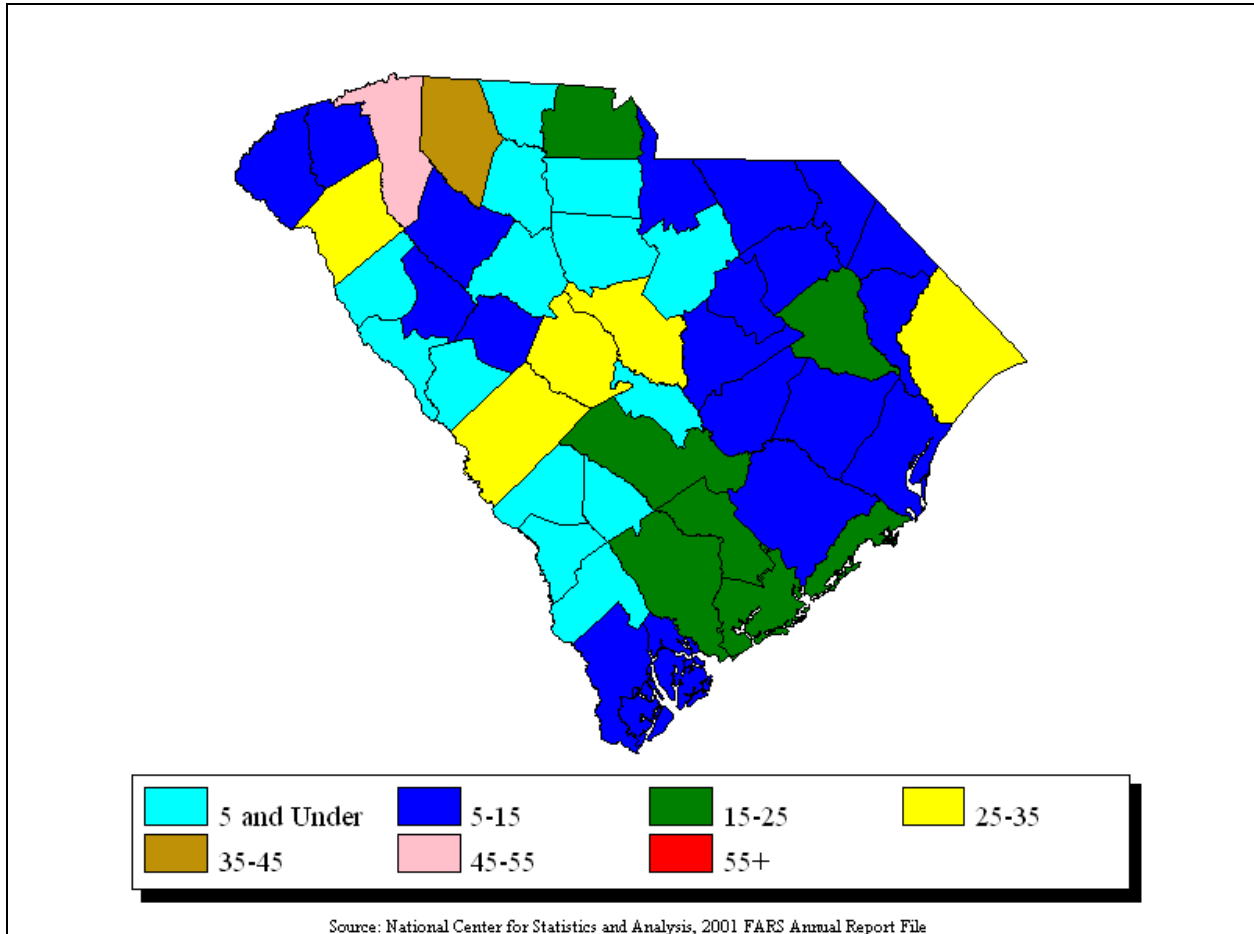 5 and Under 5-15 15-25 25-35
35-45 45-55 55+
Source: National Center for Statistics and Analysis, 2001 FARS Annual Report File